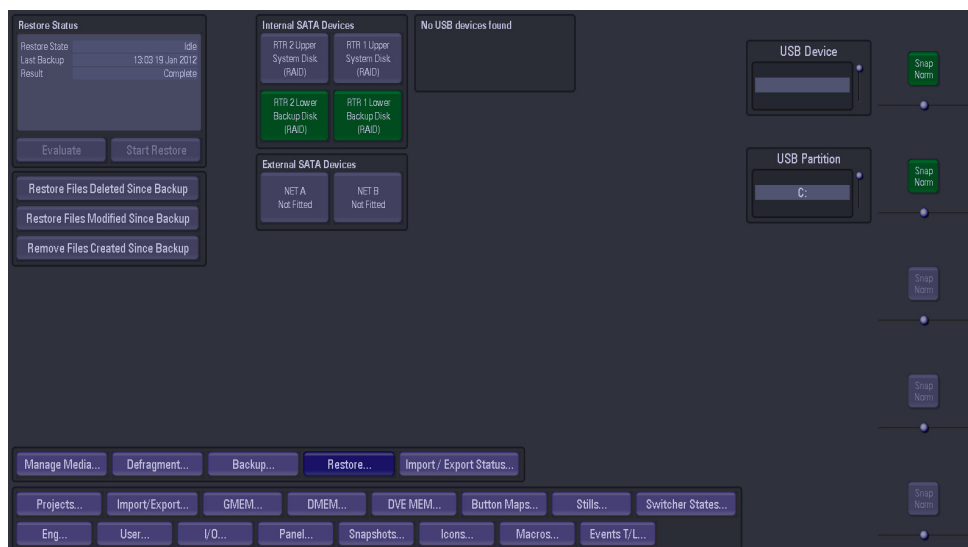 Restore Status
Restore State Idle
Last Backup 13:03 19 Jan 2012
Result Complete
Evaluate Start Restore
Restore Files Deleted Since Backup
Restore Files Modified Since Backup
Remove Files Created Since Backup
Internal SATA Devices
RTR 2 Upper
System Disk
(RAID)
RTR 1 Upper
System Disk
(RAID)
RTR 2 Lower
Backup Disk
(RAID)
RTR 1 Lower
Backup Disk
(RAID)
External SATA Devices
NET A
Not Fitted
NET B
Not Fitted
No USB devices found
USB Device
USB Partition
C:
Snap
Norm
Snap
Norm
Snap
Norm
Snap
Norm
Snap
Norm
Manage Media... Defragment... Backup... Restore... Import / Export Status...
Projects... Import/Export... GMEM... DMEM... DVE MEM... Button Maps... Stills... Switcher States...
Eng... User... I/O... Panel... Snapshots... Icons... Macros... Events T/L...